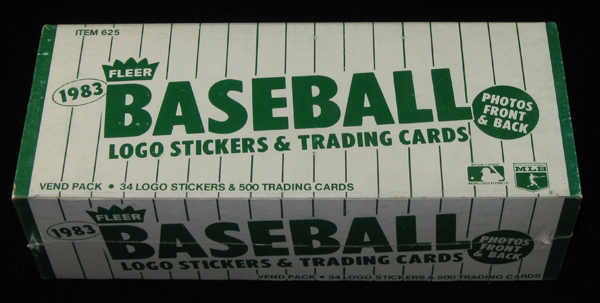 ITEM 625
FLEER
1983
BASEBALL
LOGO STICKERS & TRADING CARDS
PHOTOS
FRONT
& BACK
VEND PACK • 34 LOGO STICKERS & 500 TRADING CARDS
MLB
FLEER
1983
BASEBALL
LOGO STICKERS & TRADING CARDS
PHOTOS
FRONT
& BACK
VEND PACK • 34 LOGO STICKERS & 500 TRADING CARDS